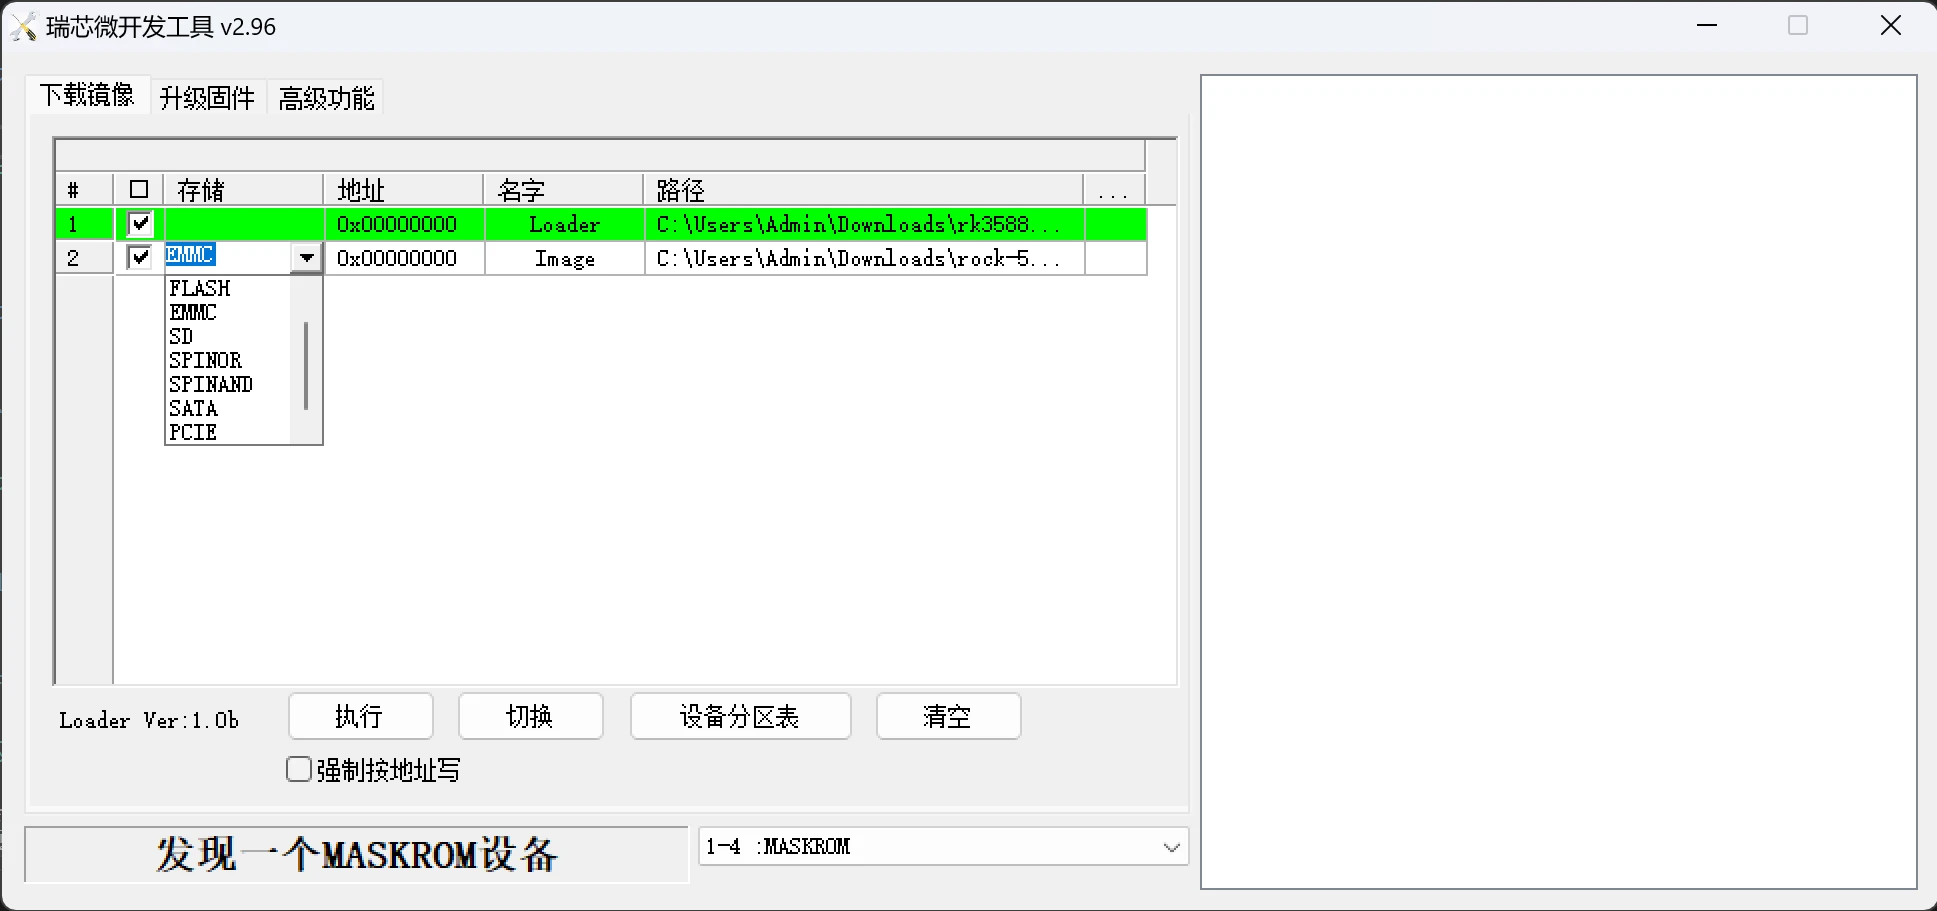 瑞芯微开发工具 v2.96
下载镜像 升级固件 高级功能
# 存储 地址 名字 路径 ...
1 0x00000000 Loader C:\Users\Admin\Downloads\rk3588...
2 EMMC 0x00000000 Image C:\Users\Admin\Downloads\rock-5...
FLASH
EMMC
SD
SPINOR
SPINAND
SATA
PCIE
Loader Ver:1.0b 执行 切换 设备分区表 清空
强制按地址写
发现一个MASKROM设备 1-4 :MASKROM